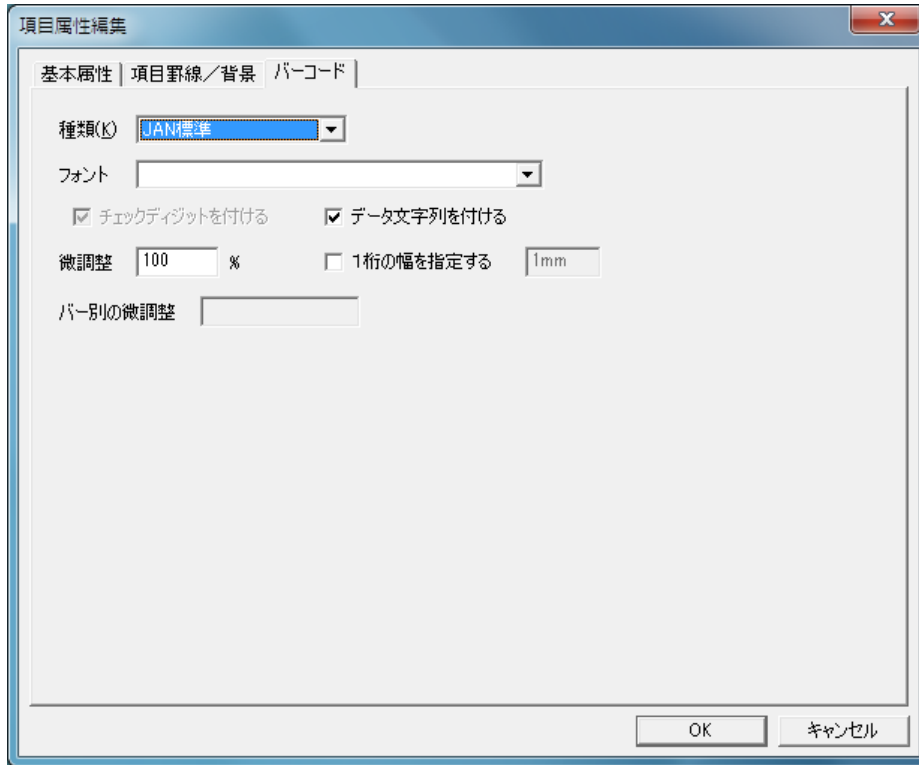 項目属性編集
基本属性 項目罫線/背景 バーコード
種類(K) JAN標準
フォント
チェックディジットを付ける データ文字列を付ける
微調整 100 % 1桁の幅を指定する 1mm
バー別の微調整
OK キャンセル